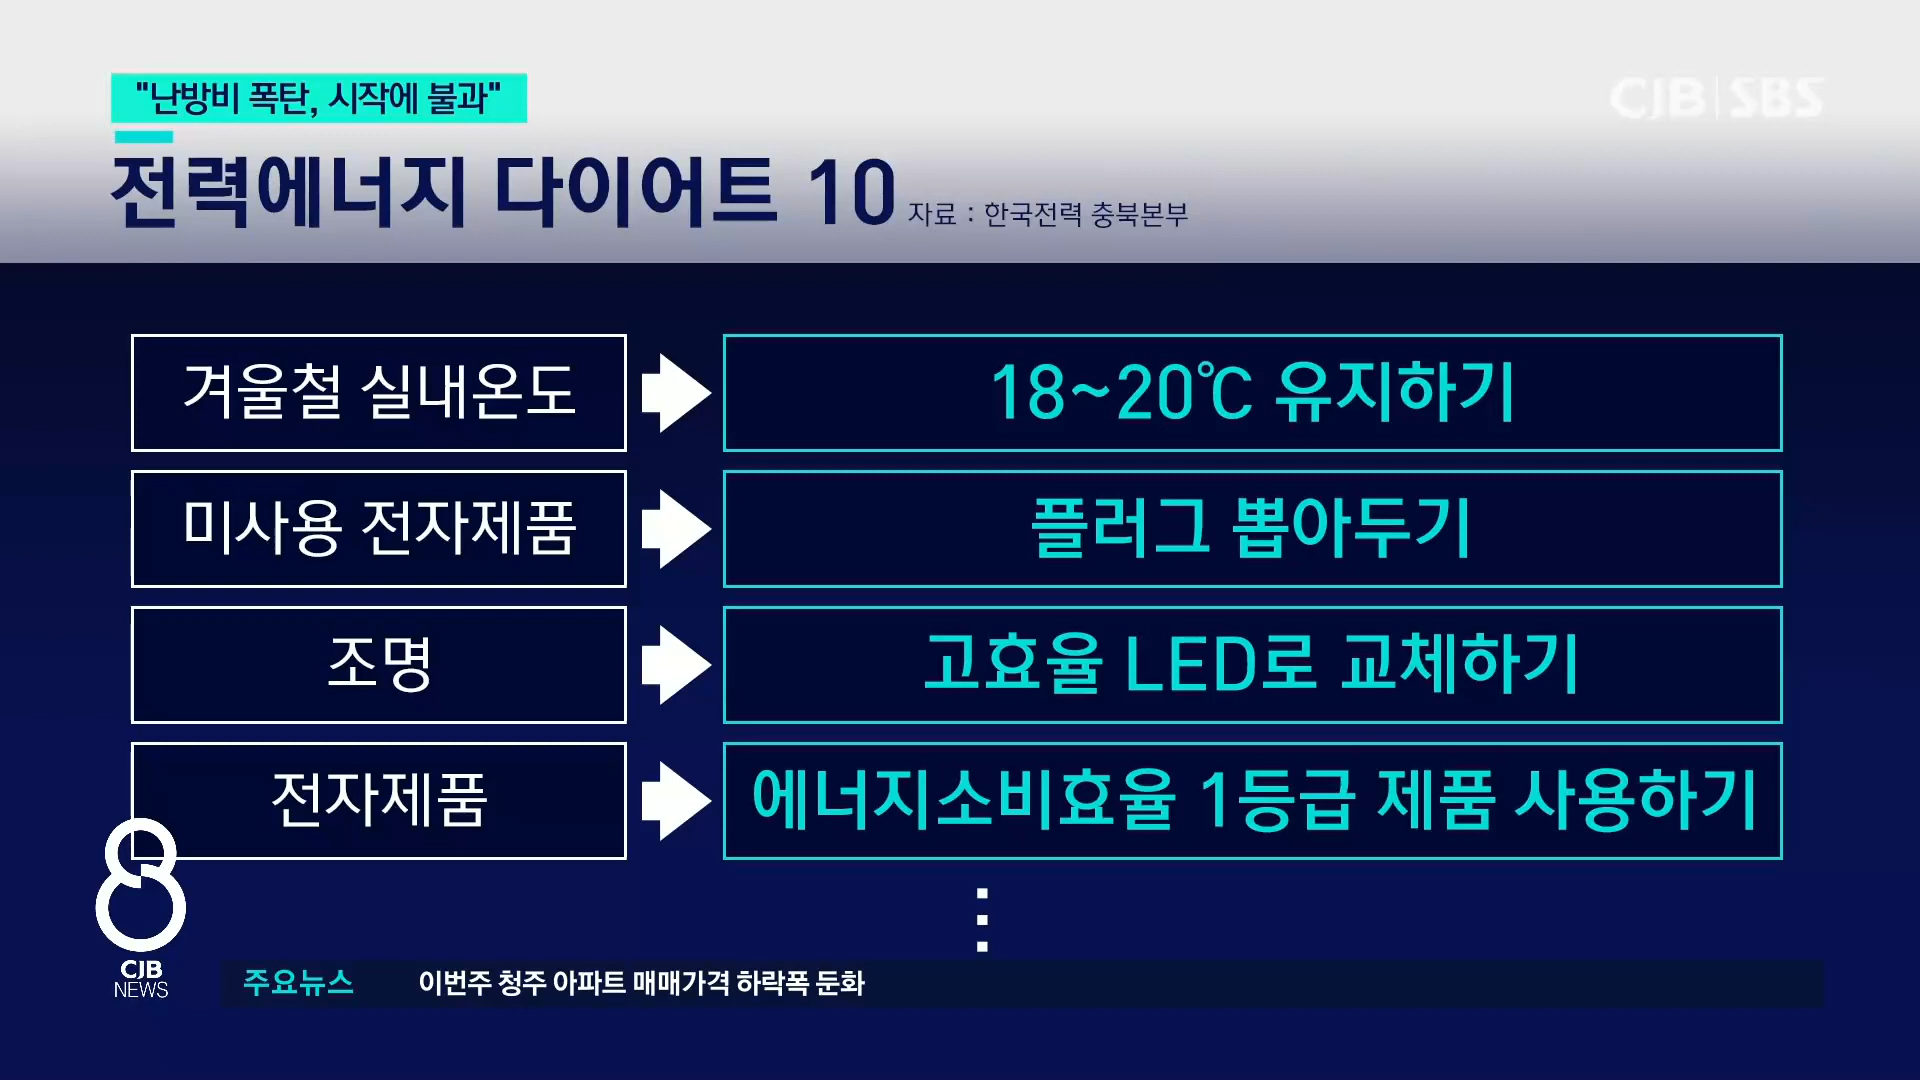 "난방비 폭탄, 시작에 불과"
CJB SBS
전력에너지 다이어트 10 자료 : 한국전력 충북본부
겨울철 실내온도
18~20℃ 유지하기
미사용 전자제품
플러그 뽑아두기
조명
고효율 LED로 교체하기
전자제품
에너지소비효율 1등급 제품 사용하기
8
CJB
NEWS
주요뉴스 이번주 청주 아파트 매매가격 하락폭 둔화